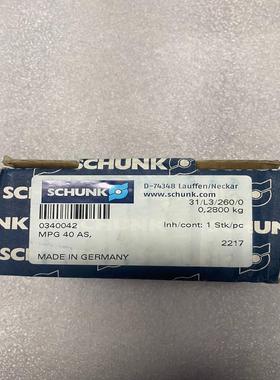 SCHUNK
SCHUNK
D-74348 Lauffen/Neckar
www.schunk.com
31/L3/260/0
0,2800 kg
0340042
Inh/cont: 1 Stk/pc
MPG 40 AS,
2217
MADE IN GERMANY